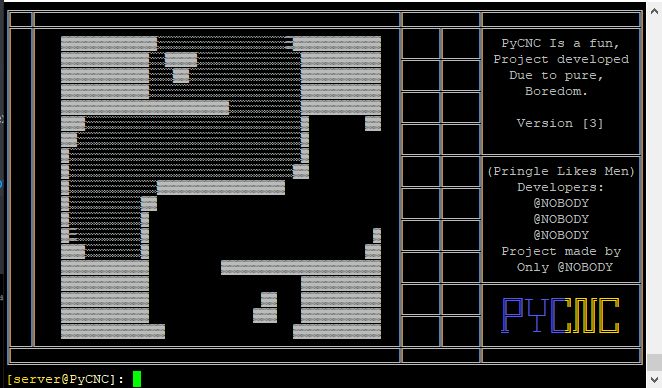 PyCNC Is a fun,
Project developed
Due to pure,
Boredom.
Version [3]
(Pringle Likes Men)
Developers:
@NOBODY
@NOBODY
@NOBODY
Project made by
Only @NOBODY
PYCNC
[server@PyCNC]: